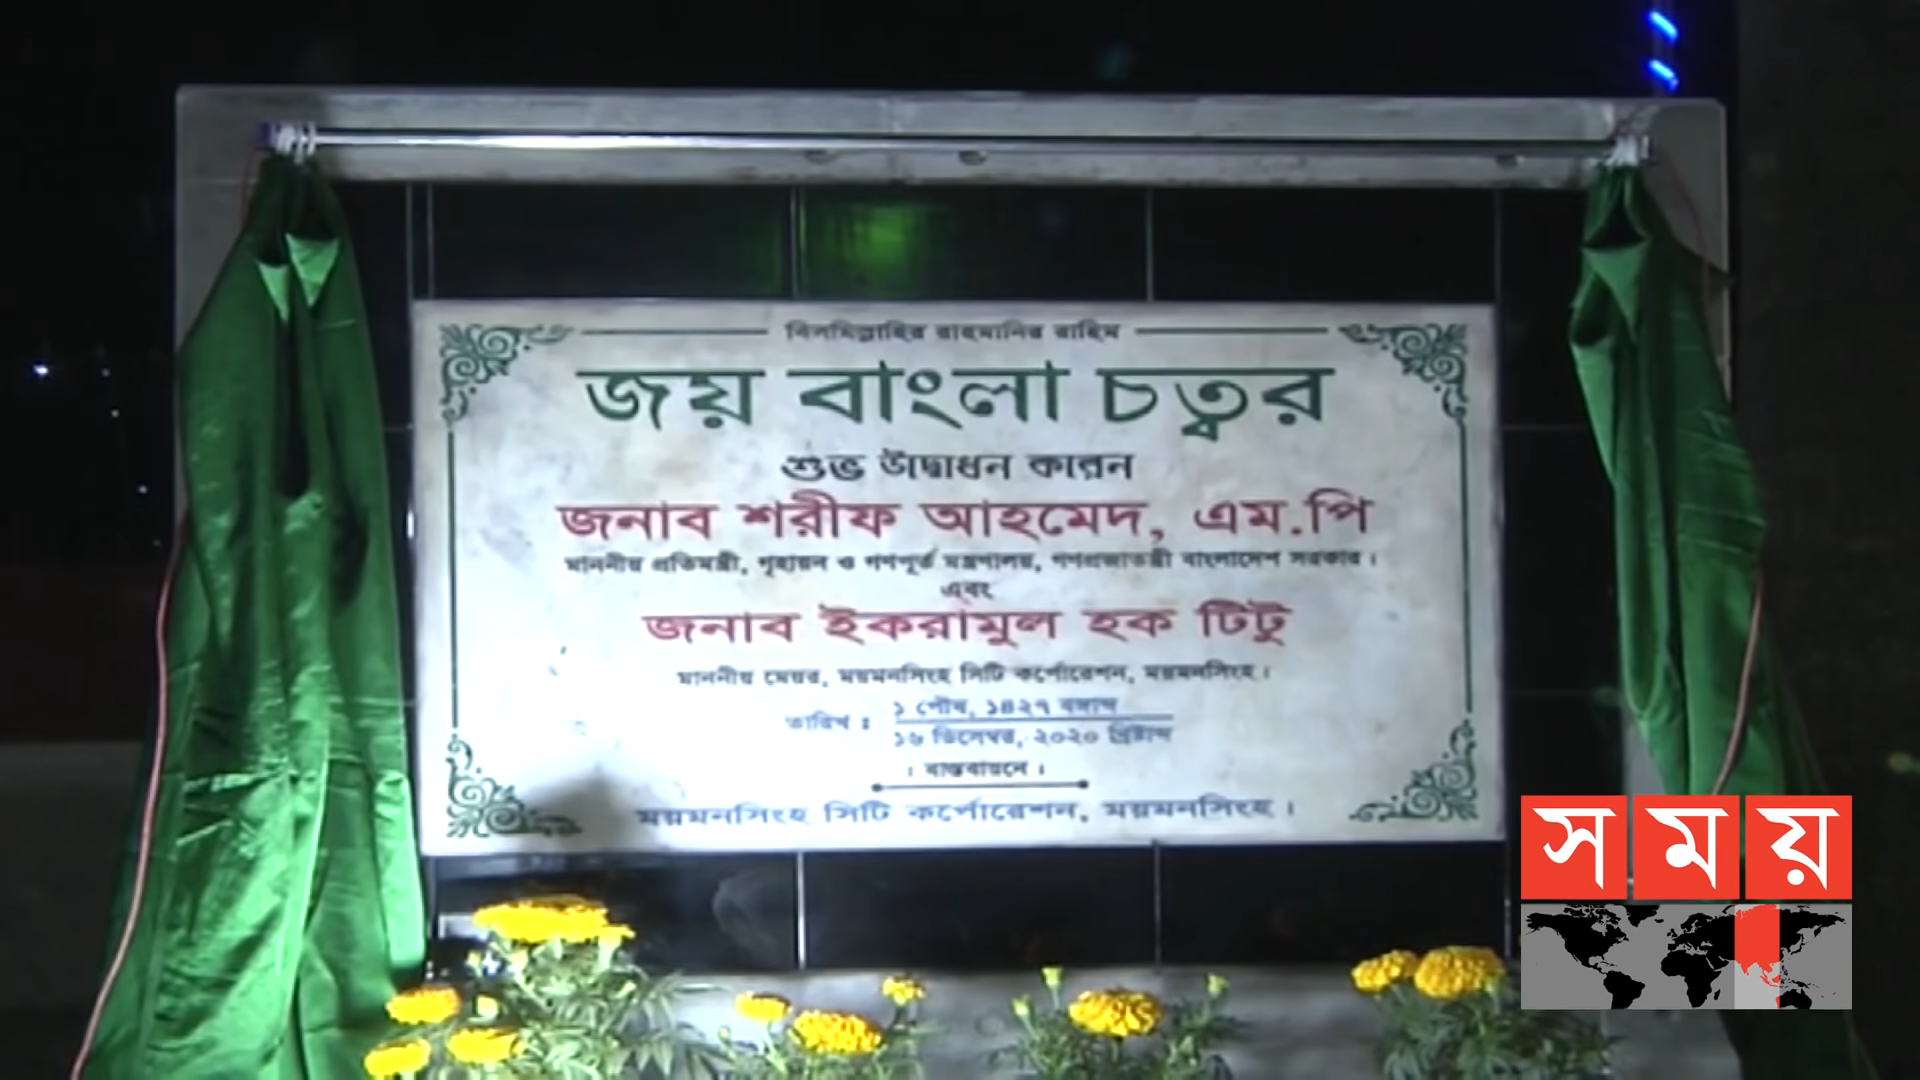 বিসমিল্লাহির রাহমানির রাহিম
জয় বাংলা চত্বর
শুভ উদ্বোধন করেন
জনাব শরীফ আহমেদ, এম.পি
মাননীয় প্রতিমন্ত্রী, গৃহায়ন ও গণপূর্ত মন্ত্রণালয়, গণপ্রজাতন্ত্রী বাংলাদেশ সরকার।
এবং
জনাব ইকরামুল হক টিটু
মাননীয় মেয়র, ময়মনসিংহ সিটি কর্পোরেশন, ময়মনসিংহ।
তারিখ : ১ পৌষ, ১৪২৭ বঙ্গাব্দ
১৬ ডিসেম্বর, ২০২০ খ্রিষ্টাব্দ
। বাস্তবায়নে ।
ময়মনসিংহ সিটি কর্পোরেশন, ময়মনসিংহ।
সময়